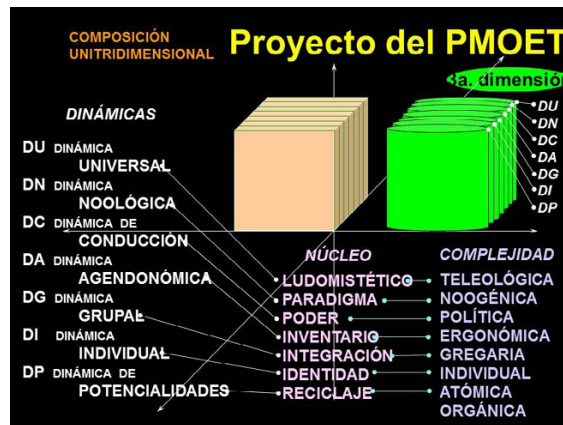 COMPOSICIÓN
UNITRIDIMENSIONAL
Proyecto del PMOET
3a. dimensión
DINÁMICAS
DU DINÁMICA
UNIVERSAL
DN DINÁMICA
NOOLÓGICA
DC DINÁMICA DE
CONDUCCIÓN
DA DINÁMICA
AGENDONÓMICA
DG DINÁMICA
GRUPAL
DI DINÁMICA
INDIVIDUAL
DP DINÁMICA DE
POTENCIALIDADES
DU
DN
DC
DA
DG
DI
DP
NÚCLEO
LUDOMISTÉTICO
PARADIGMA
PODER
INVENTARIO
INTEGRACIÓN
IDENTIDAD
RECICLAJE
COMPLEJIDAD
TELEOLÓGICA
NOOGÉNICA
POLÍTICA
ERGONÓMICA
GREGARIA
INDIVIDUAL
ATÓMICA
ORGÁNICA